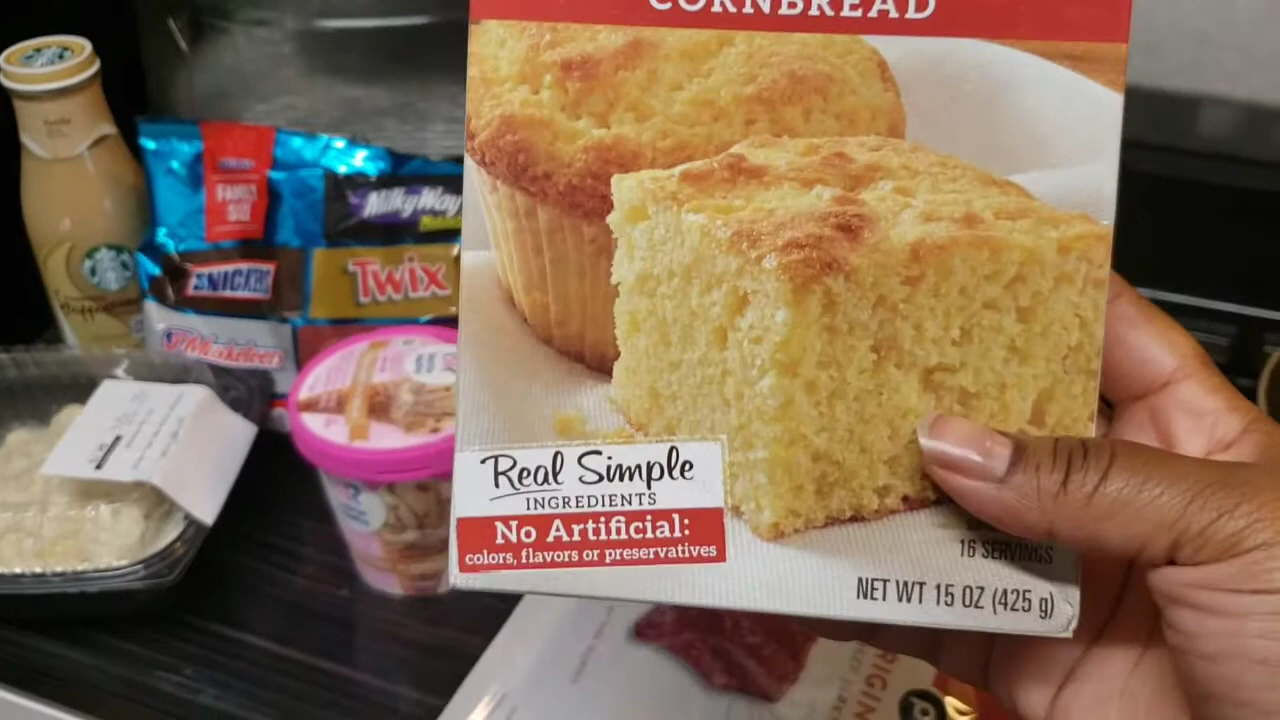 CORNBREAD
FAMILY
SIZE
MilkyWay
SNICKERS
TWIX
3 Musketeers
Real Simple
INGREDIENTS
No Artificial:
colors, flavors or preservatives
16 SERVINGS
NET WT 15 OZ (425 g)